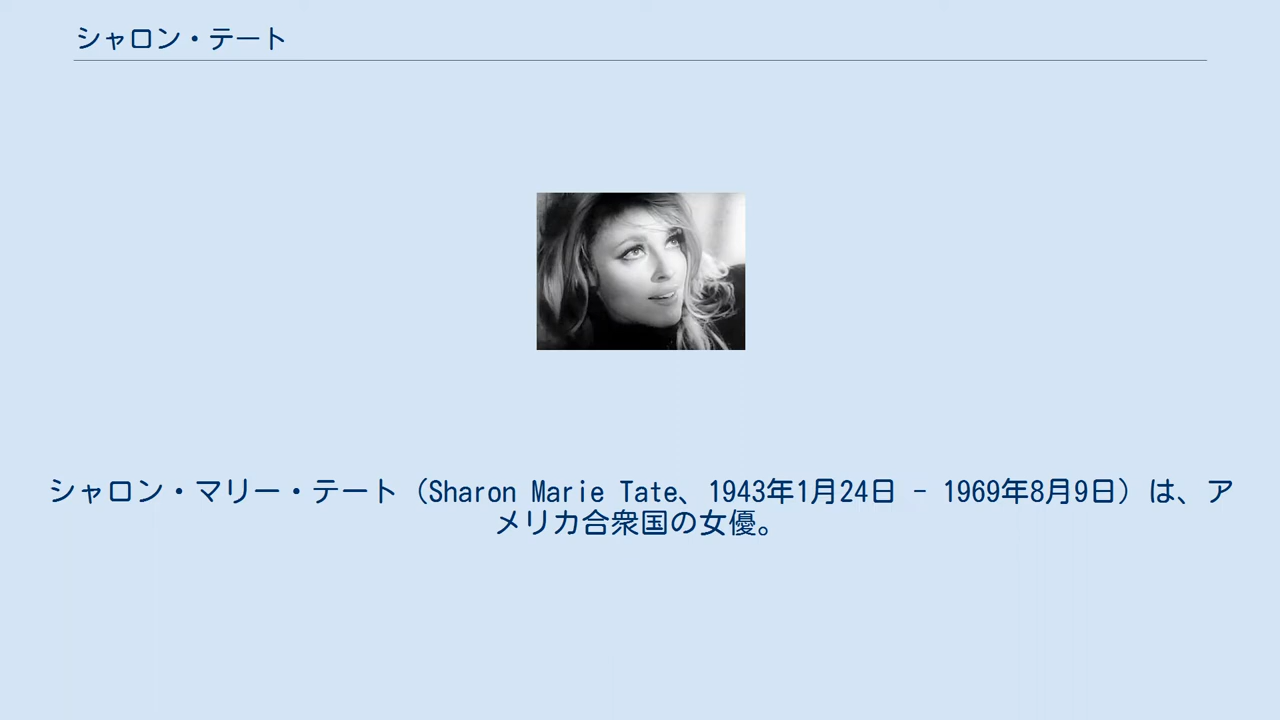 シャロン・テート
シャロン・マリー・テート（Sharon Marie Tate、1943年1月24日 - 1969年8月9日）は、ア
メリカ合衆国の女優。